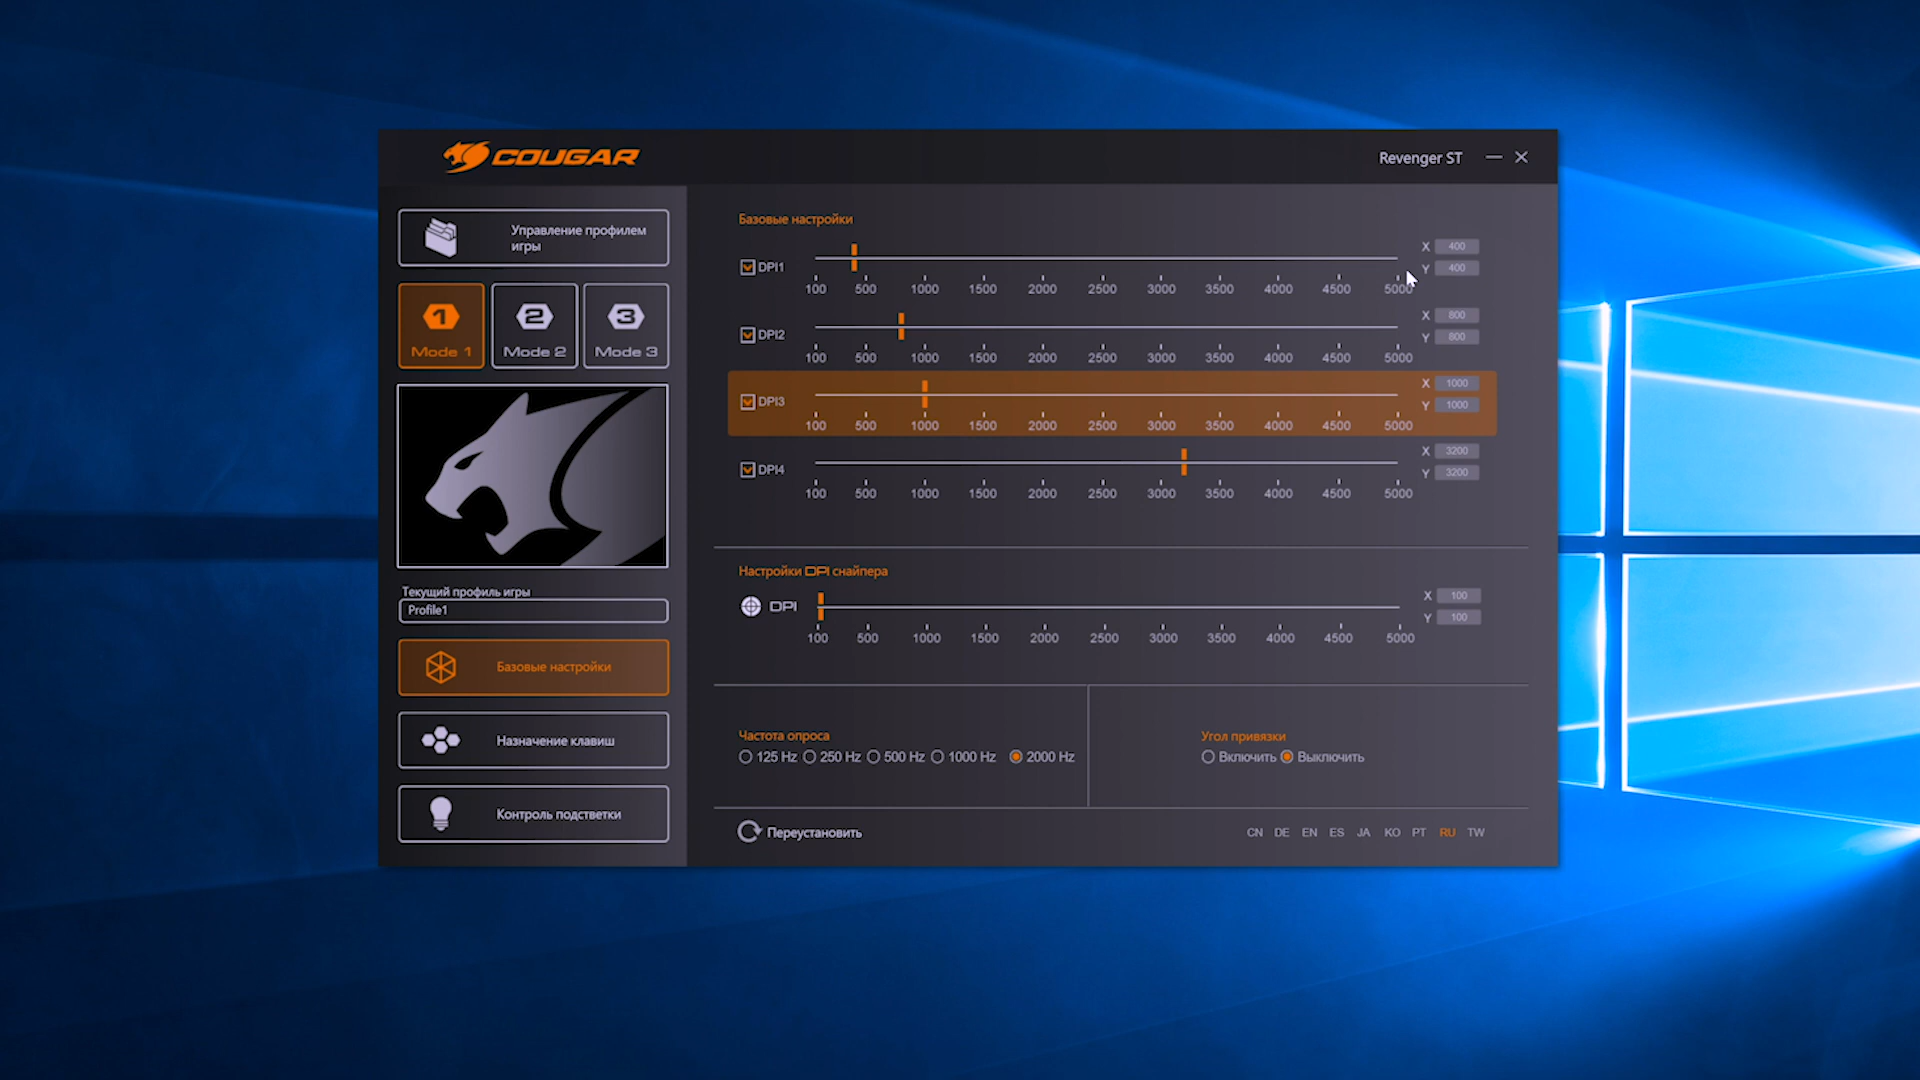 COUGAR
Revenger ST
Управление профилем
игры
1 2 3
Mode 1 Mode 2 Mode 3
Текущий профиль игры
Profile1
Базовые настройки
Назначение клавиш
Контроль подстветки
Базовые настройки
DPI1
100 500 1000 1500 2000 2500 3000 3500 4000 4500 5000
X 400
Y 400
DPI2
100 500 1000 1500 2000 2500 3000 3500 4000 4500 5000
X 800
Y 800
DPI3
100 500 1000 1500 2000 2500 3000 3500 4000 4500 5000
X 1000
Y 1000
DPI4
100 500 1000 1500 2000 2500 3000 3500 4000 4500 5000
X 3200
Y 3200
Настройки DPI снайпера
DPI
100 500 1000 1500 2000 2500 3000 3500 4000 4500 5000
X 100
Y 100
Частота опроса
125 Hz 250 Hz 500 Hz 1000 Hz 2000 Hz
Угол привязки
Включить Выключить
Переустановить
CN DE EN ES JA KO PT RU TW